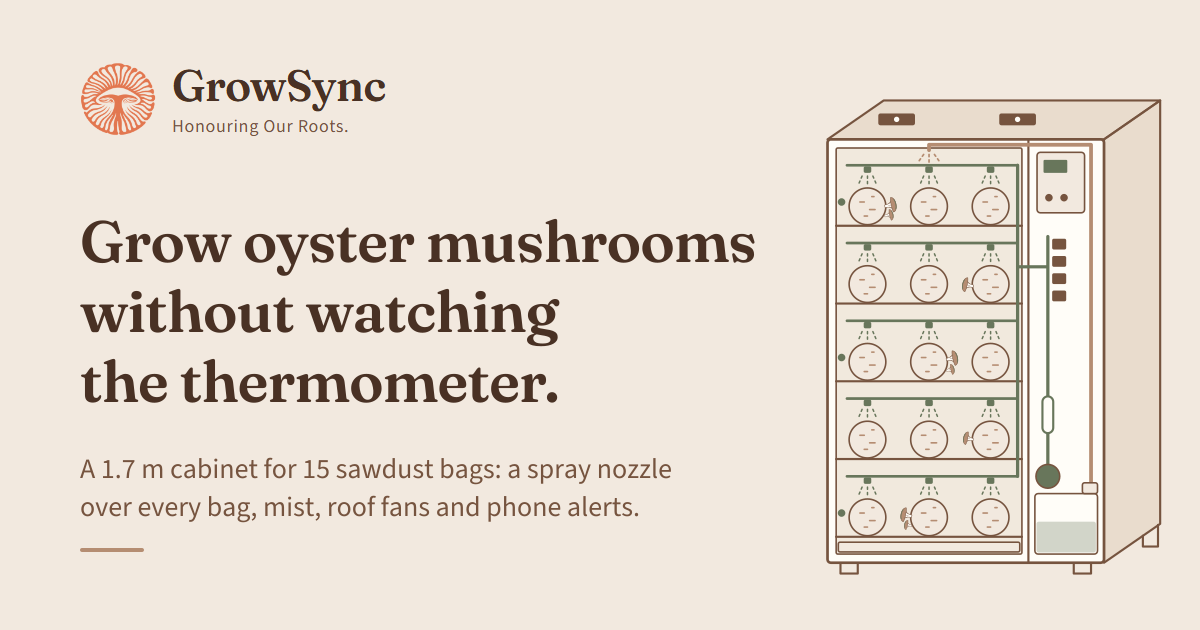 GrowSync
Honouring Our Roots.
Grow oyster mushrooms
without watching
the thermometer.
A 1.7 m cabinet for 15 sawdust bags: a spray nozzle
over every bag, mist, roof fans and phone alerts.